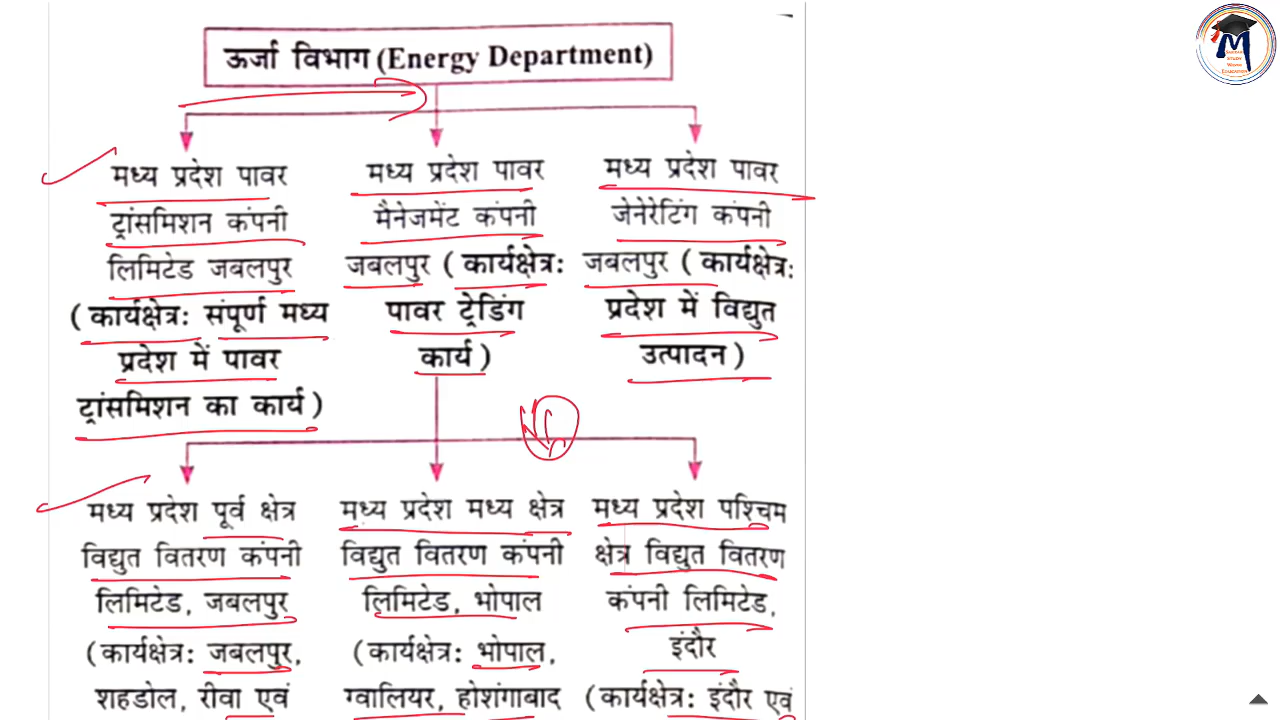 ऊर्जा विभाग (Energy Department)
मध्य प्रदेश पावर
ट्रांसमिशन कंपनी
लिमिटेड जबलपुर
(कार्यक्षेत्र: संपूर्ण मध्य
प्रदेश में पावर
ट्रांसमिशन का कार्य)
मध्य प्रदेश पावर
मैनेजमेंट कंपनी
जबलपुर (कार्यक्षेत्र:
पावर ट्रेडिंग
कार्य)
मध्य प्रदेश पावर
जेनेरेटिंग कंपनी
जबलपुर (कार्यक्षेत्र:
प्रदेश में विद्युत
उत्पादन)
मध्य प्रदेश पूर्व क्षेत्र
विद्युत वितरण कंपनी
लिमिटेड, जबलपुर
(कार्यक्षेत्र: जबलपुर,
शहडोल, रीवा एवं
मध्य प्रदेश मध्य क्षेत्र
विद्युत वितरण कंपनी
लिमिटेड, भोपाल
(कार्यक्षेत्र: भोपाल,
ग्वालियर, होशंगाबाद
मध्य प्रदेश पश्चिम
क्षेत्र विद्युत वितरण
कंपनी लिमिटेड,
इंदौर
(कार्यक्षेत्र: इंदौर एवं
M
STUDY
EDUCATION